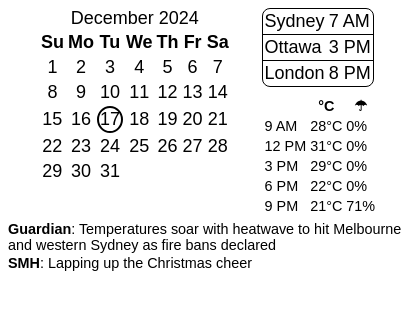 December 2024
Su Mo Tu We Th Fr Sa
1 2 3 4 5 6 7
8 9 10 11 12 13 14
15 16 17 18 19 20 21
22 23 24 25 26 27 28
29 30 31
Sydney 7 AM
Ottawa 3 PM
London 8 PM
°C ☂
9 AM 28°C 0%
12 PM 31°C 0%
3 PM 29°C 0%
6 PM 22°C 0%
9 PM 21°C 71%
Guardian: Temperatures soar with heatwave to hit Melbourne
and western Sydney as fire bans declared
SMH: Lapping up the Christmas cheer